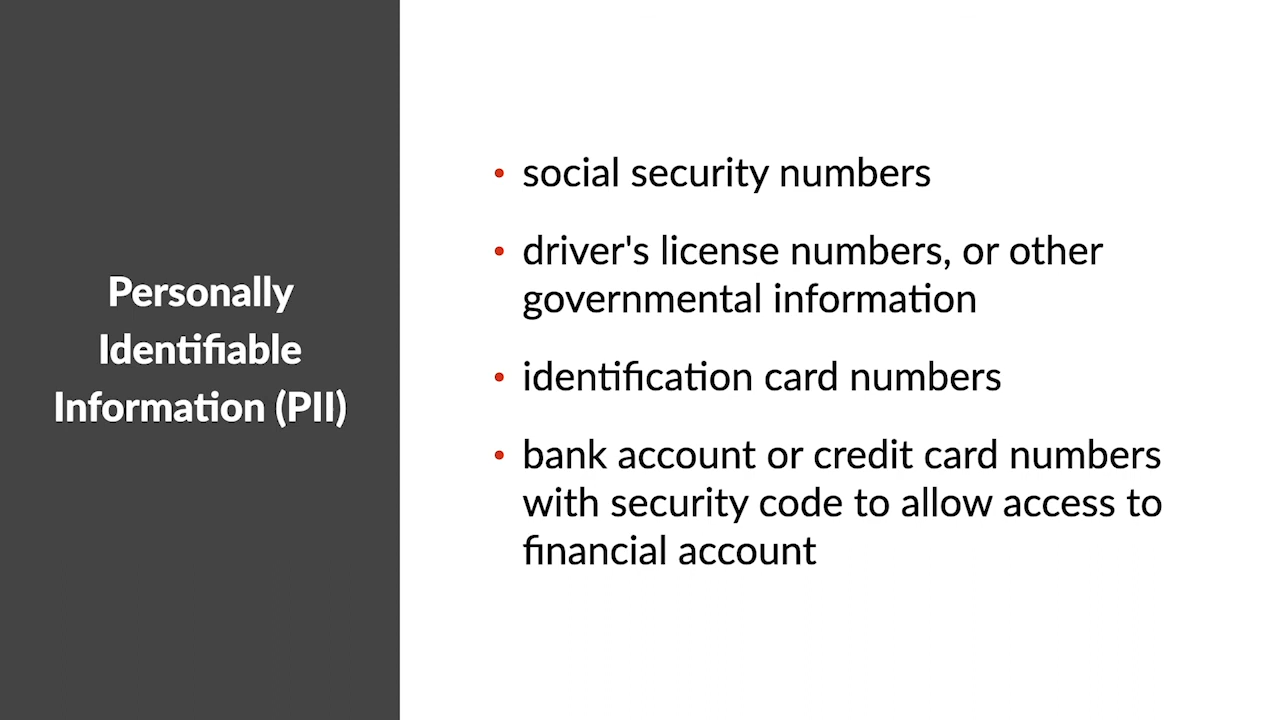 Personally
Identifiable
Information (PII)
• social security numbers
• driver's license numbers, or other
governmental information
• identification card numbers
• bank account or credit card numbers
with security code to allow access to
financial account